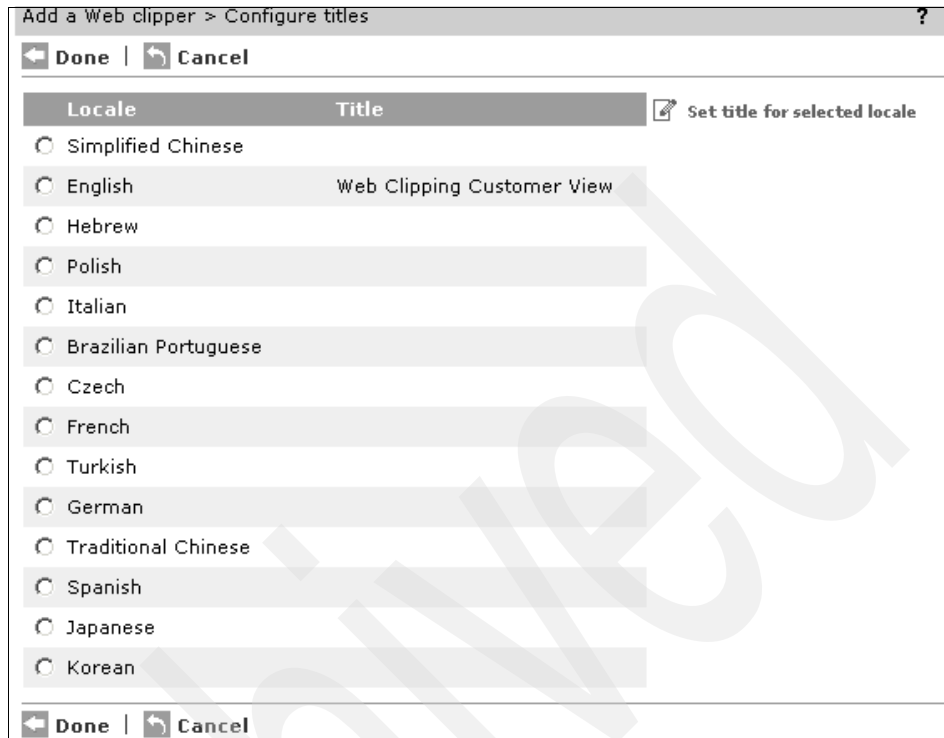 Add a Web clipper > Configure titles ?
Done | Cancel
Locale Title Set title for selected locale
Simplified Chinese
English Web Clipping Customer View
Hebrew
Polish
Italian
Brazilian Portuguese
Czech
French
Turkish
German
Traditional Chinese
Spanish
Japanese
Korean
Done | Cancel
hived